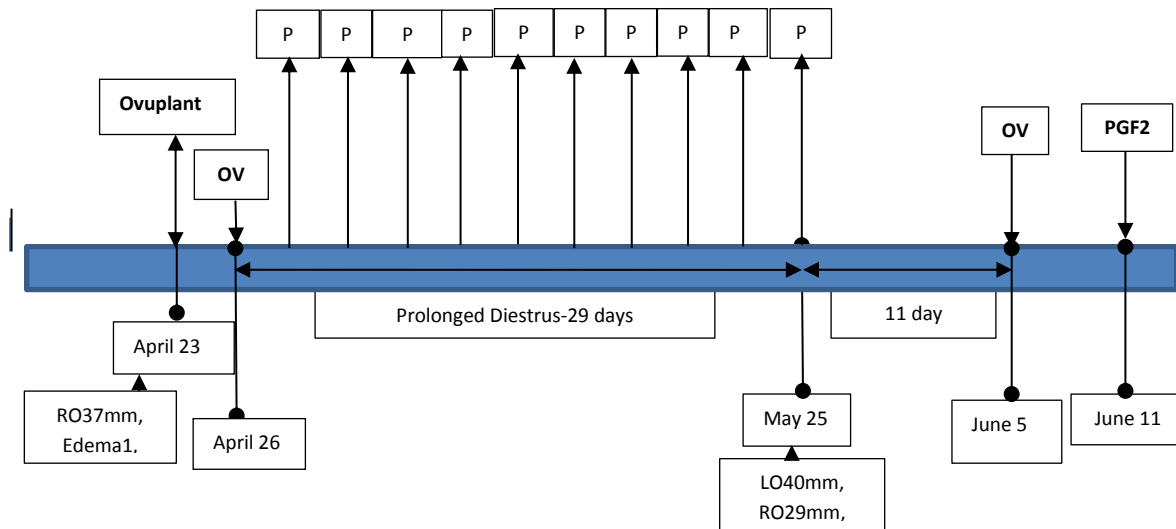 P P P P P P P P P P
Ovuplant
OV
OV
PGF2
Prolonged Diestrus-29 days
11 day
April 23
RO37mm,
Edema1,
April 26
May 25
LO40mm,
RO29mm,
June 5
June 11